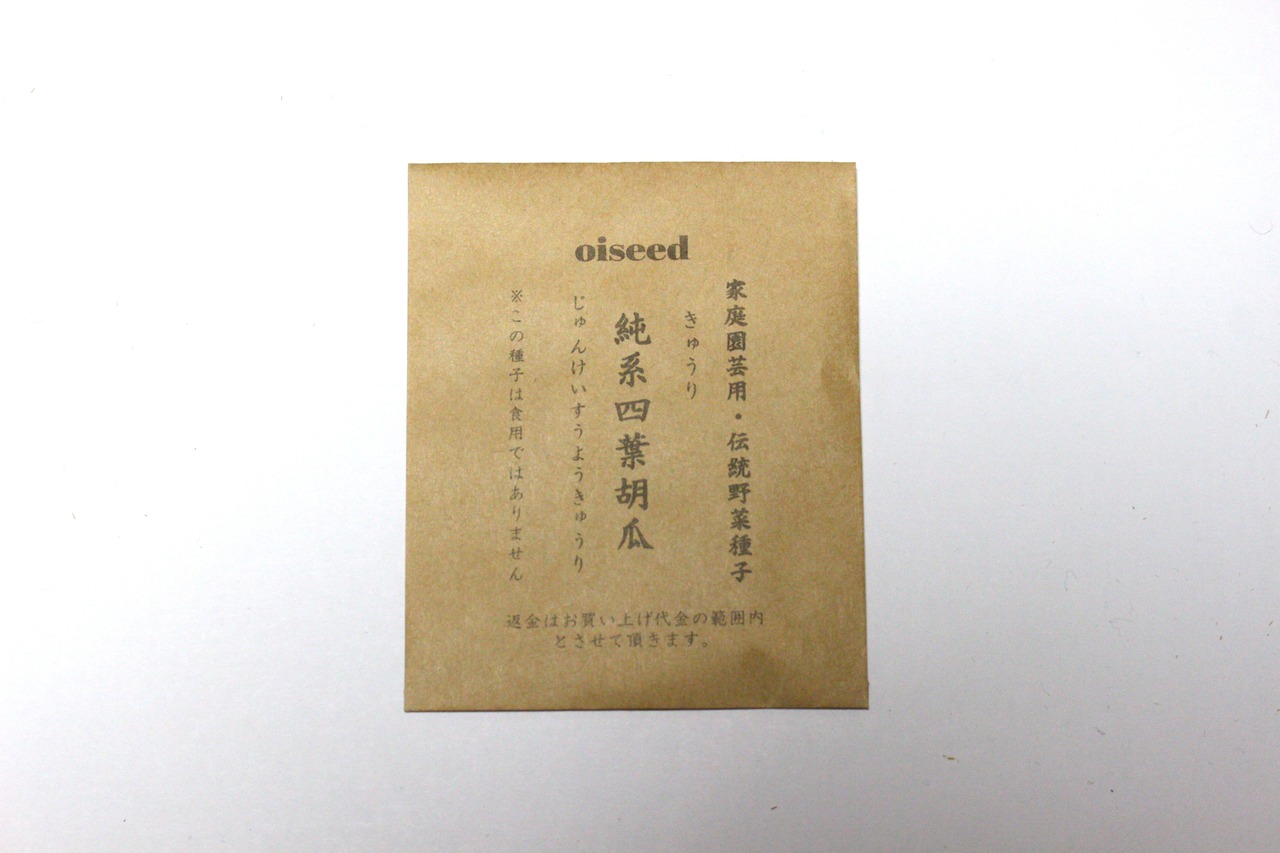 oiseed
家庭園芸用・伝統野菜種子
きゅうり
純系四葉胡瓜
じゅんけいすうようきゅうり
※この種子は食用ではありません
返金はお買い上げ代金の範囲内
とさせて頂きます。